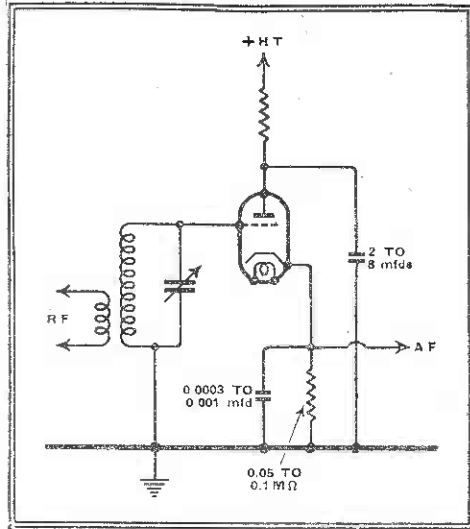 +HT
2 TO
8 mfds
RF
AF
0.0003 TO
0.001 mfd
0.05 TO
0.1 MΩ